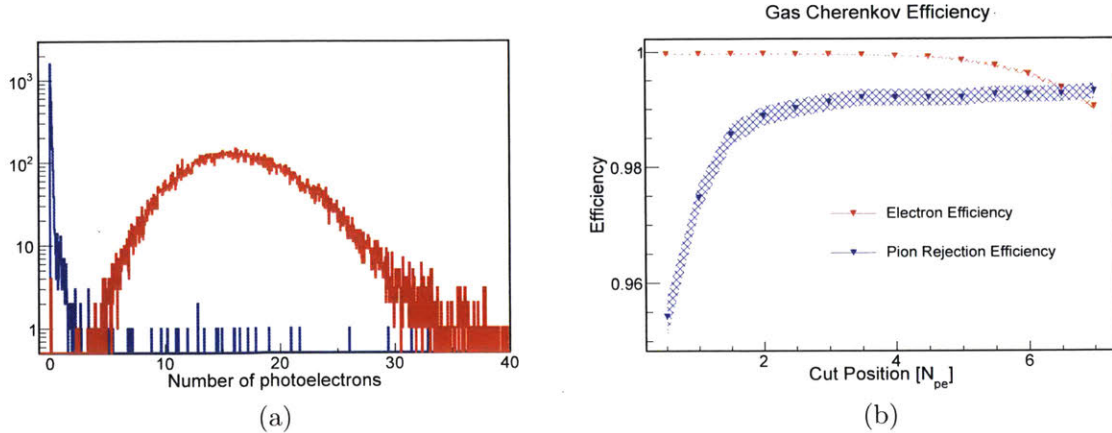 10³
10²
10
1
0 10 20 30 40
Number of photoelectrons
(a)
Gas Cherenkov Efficiency
Efficiency
1
0.98
0.96
Electron Efficiency
Pion Rejection Efficiency
2 4 6
Cut Position [N_pe]
(b)